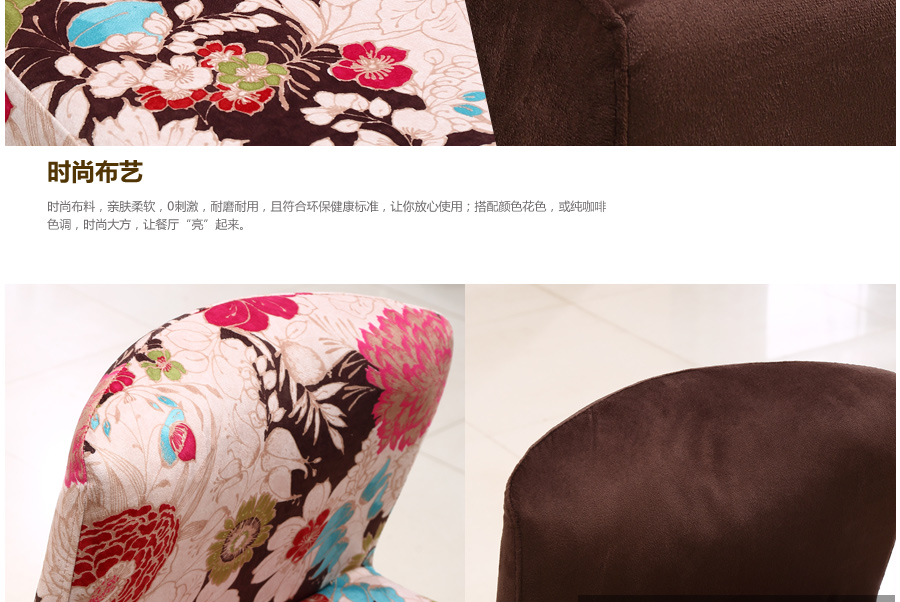 时尚布艺
时尚布料，亲肤柔软，0刺激，耐磨耐用，且符合环保健康标准，让你放心使用；搭配颜色花色，或纯咖啡
色调，时尚大方，让餐厅“亮”起来。